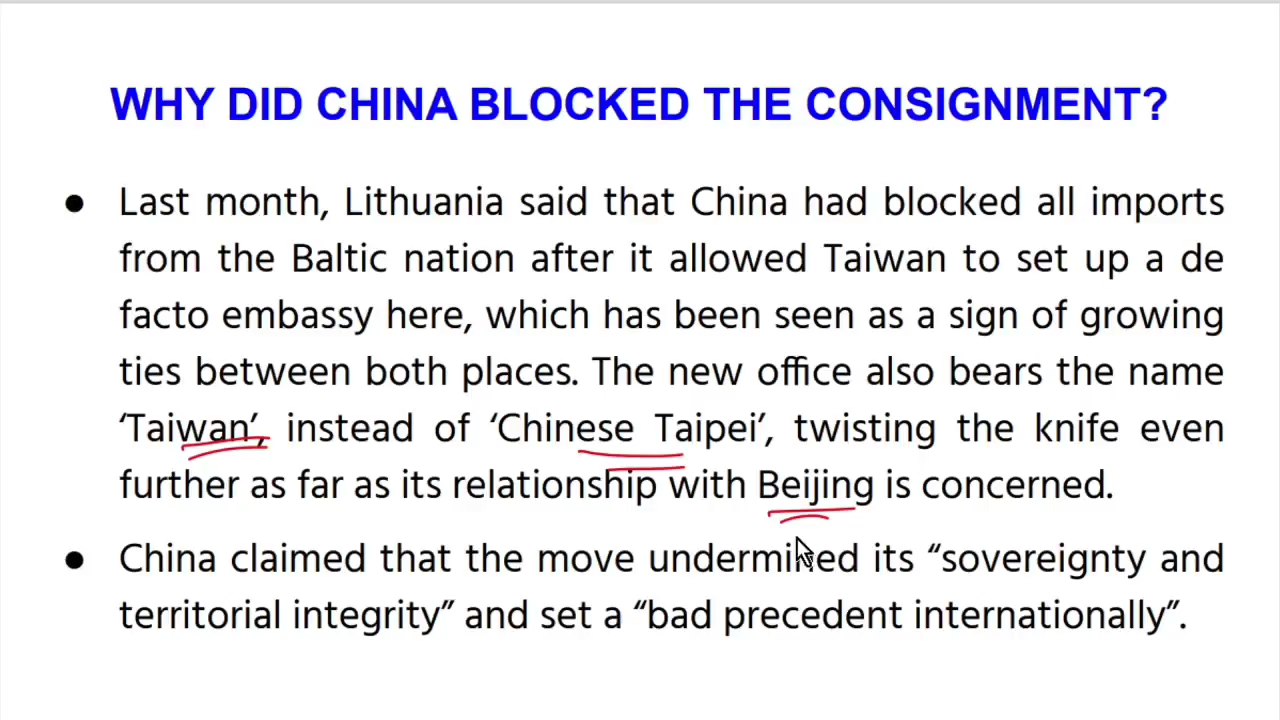 WHY DID CHINA BLOCKED THE CONSIGNMENT?
● Last month, Lithuania said that China had blocked all imports
from the Baltic nation after it allowed Taiwan to set up a de
facto embassy here, which has been seen as a sign of growing
ties between both places. The new office also bears the name
‘Taiwan’, instead of ‘Chinese Taipei’, twisting the knife even
further as far as its relationship with Beijing is concerned.
● China claimed that the move undermined its “sovereignty and
territorial integrity” and set a “bad precedent internationally”.